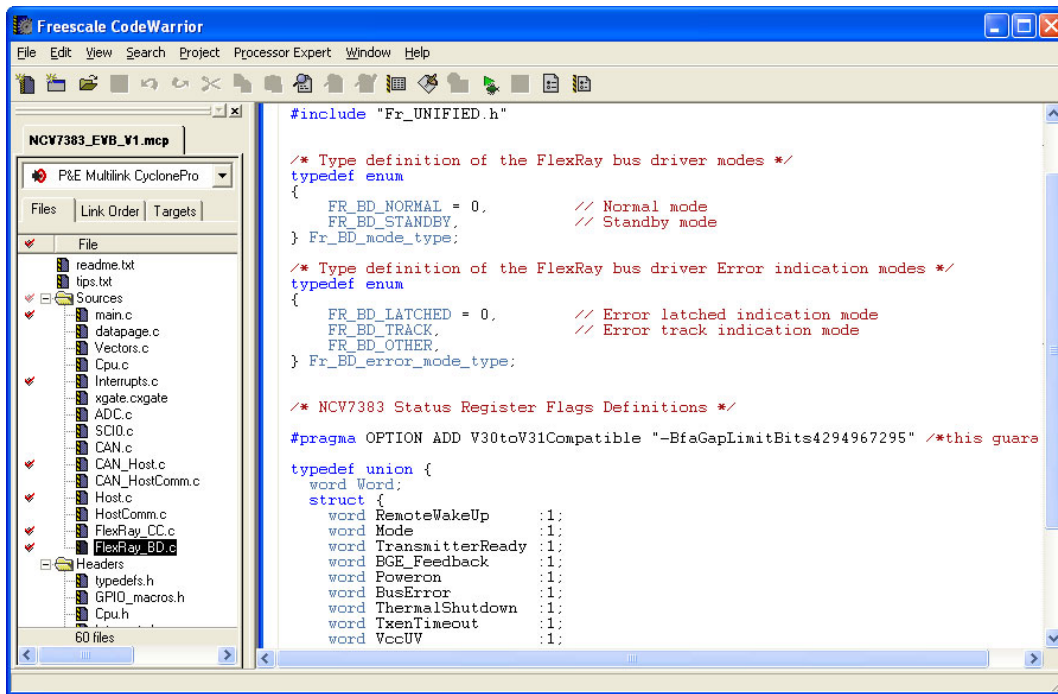 Freescale CodeWarrior
File Edit View Search Project Processor Expert Window Help
NCV7383_EVB_V1.mcp
P&E Multilink CyclonePro
Files Link Order Targets
File
readme.txt
tips.txt
Sources
main.c
datapage.c
Vectors.c
Cpu.c
Interrupts.c
xgate.cxgate
ADC.c
SCI0.c
CAN.c
CAN_Host.c
CAN_HostComm.c
Host.c
HostComm.c
FlexRay_CC.c
FlexRay_BD.c
Headers
typedefs.h
GPIO_macros.h
Cpu.h
60 files
#include "Fr_UNIFIED.h"
/* Type definition of the FlexRay bus driver modes */
typedef enum
{
FR_BD_NORMAL = 0, // Normal mode
FR_BD_STANDBY, // Standby mode
} Fr_BD_mode_type;
/* Type definition of the FlexRay bus driver Error indication modes */
typedef enum
{
FR_BD_LATCHED = 0, // Error latched indication mode
FR_BD_TRACK, // Error track indication mode
FR_BD_OTHER,
} Fr_BD_error_mode_type;
/* NCV7383 Status Register Flags Definitions */
#pragma OPTION ADD V30toV31Compatible "-BfaGapLimitBits4294967295" /*this guara
typedef union {
word Word;
struct {
word RemoteWakeUp :1;
word Mode :1;
word TransmitterReady :1;
word BGE_Feedback :1;
word Poweron :1;
word BusError :1;
word ThermalShutdown :1;
word TxenTimeout :1;
word VccUV :1;